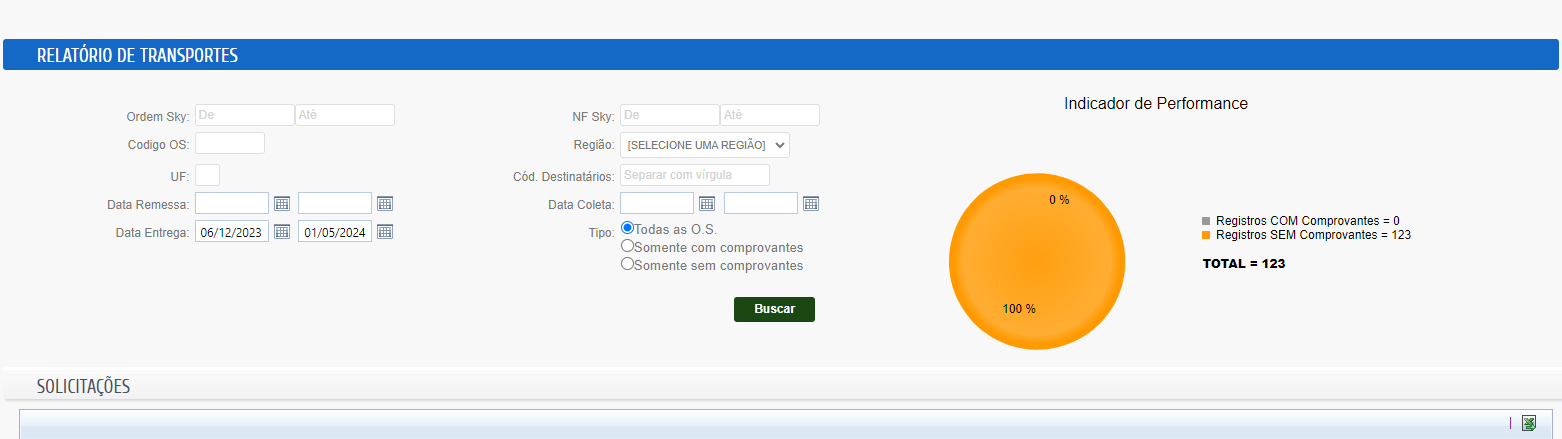 RELATÓRIO DE TRANSPORTES
Ordem Sky: De Até
NF Sky: De Até
Indicador de Performance
Codigo OS:
Região: [SELECIONE UMA REGIÃO]
UF:
Cód. Destinatários: Separar com vírgula
Data Remessa:
Data Coleta:
Data Entrega: 06/12/2023 01/05/2024
Tipo: Todas as O.S.
Somente com comprovantes
Somente sem comprovantes
Buscar
0 %
100 %
Registros COM Comprovantes = 0
Registros SEM Comprovantes = 123
TOTAL = 123
SOLICITAÇÕES
|